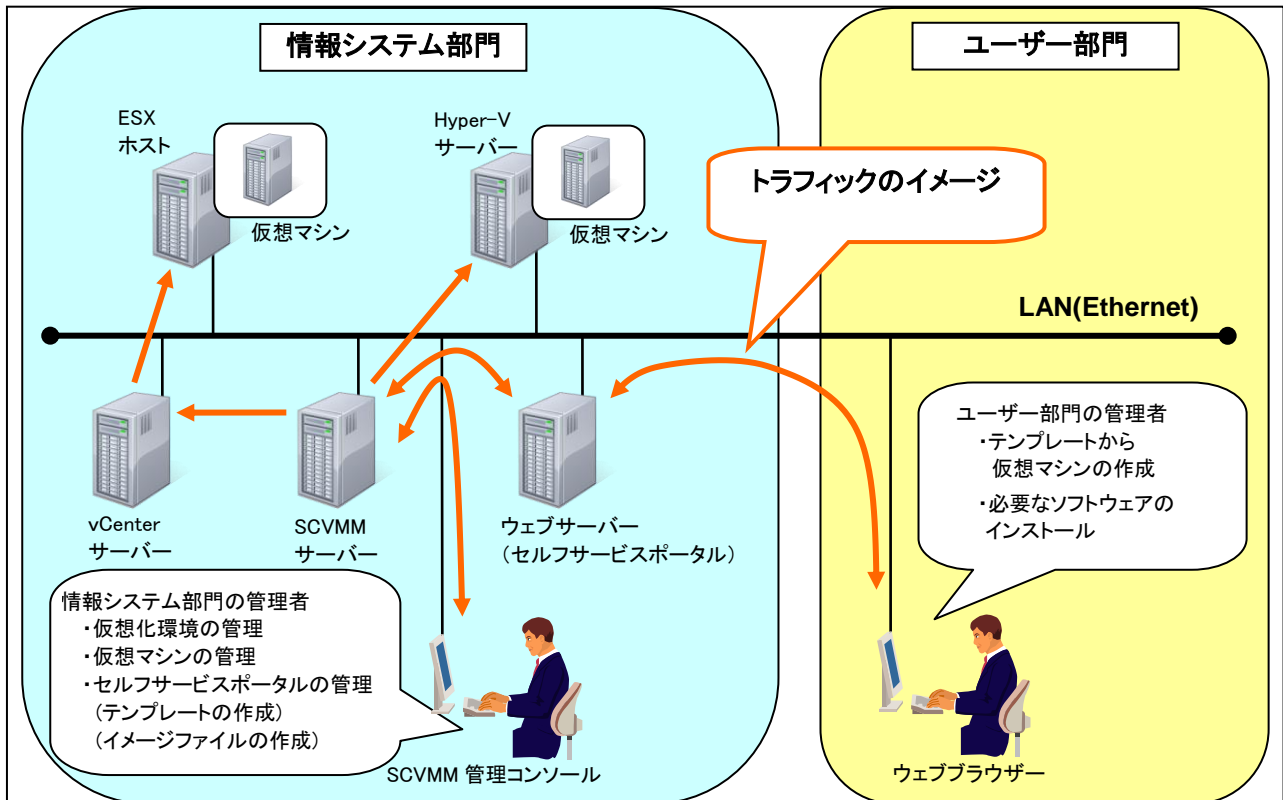 情報システム部門
ユーザー部門
ESX
ホスト
仮想マシン
Hyper-V
サーバー
仮想マシン
トラフィックのイメージ
LAN(Ethernet)
vCenter
サーバー
SCVMM
サーバー
ウェブサーバー
(セルフサービスポータル)
ユーザー部門の管理者
・テンプレートから
仮想マシンの作成
・必要なソフトウェアの
インストール
情報システム部門の管理者
・仮想化環境の管理
・仮想マシンの管理
・セルフサービスポータルの管理
(テンプレートの作成)
(イメージファイルの作成)
SCVMM 管理コンソール
ウェブブラウザー